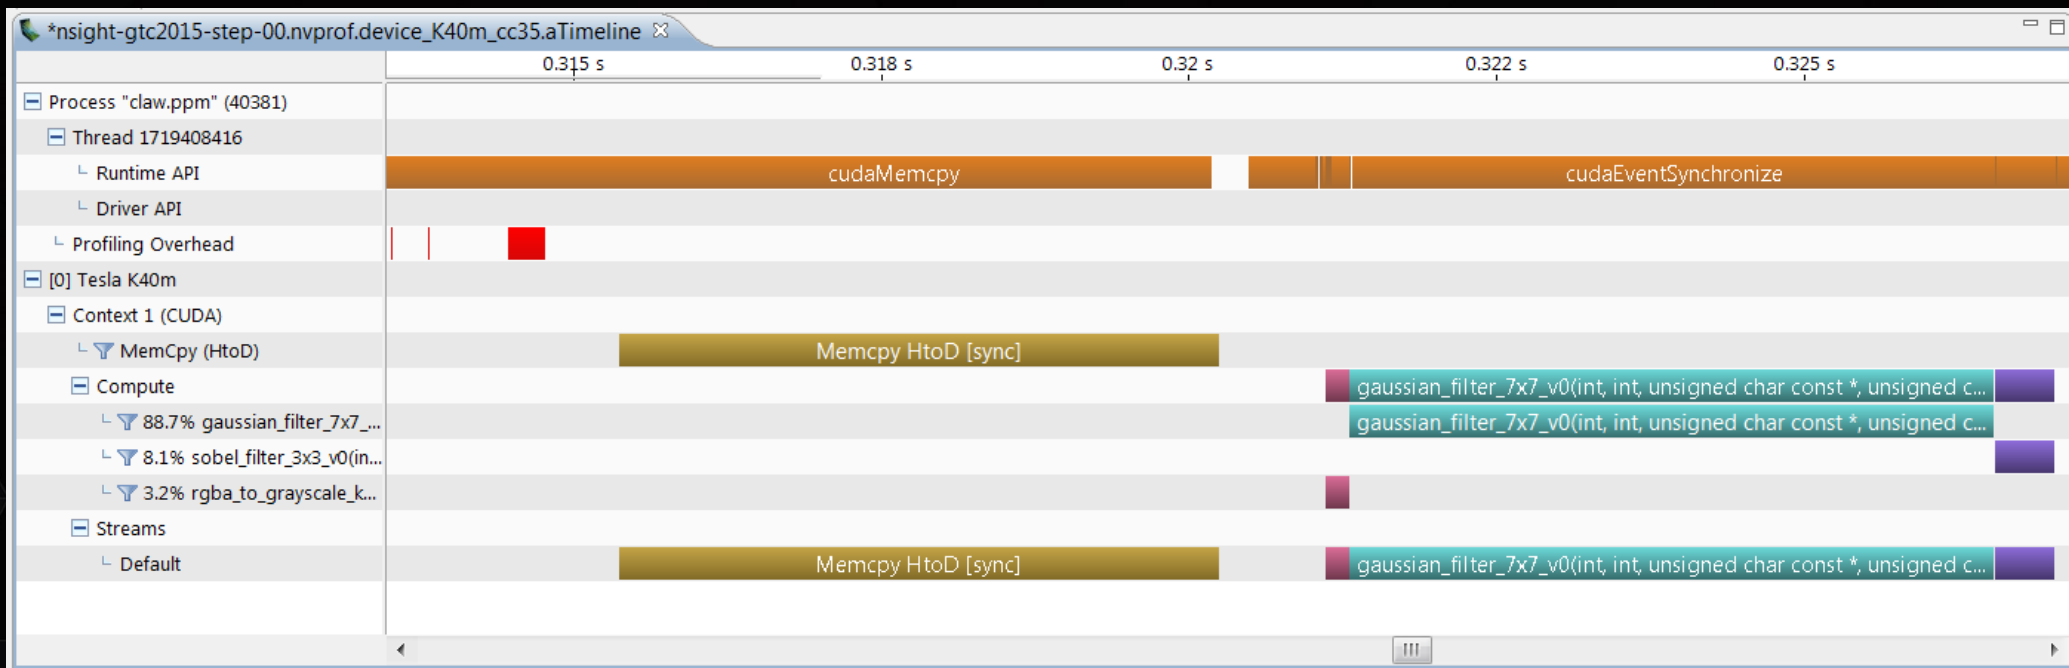 *nsight-gtc2015-step-00.nvprof.device_K40m_cc35.aTimeline
0.315 s 0.318 s 0.32 s 0.322 s 0.325 s
Process "claw.ppm" (40381)
Thread 1719408416
Runtime API cudaMemcpy cudaEventSynchronize
Driver API
Profiling Overhead
[0] Tesla K40m
Context 1 (CUDA)
MemCpy (HtoD) Memcpy HtoD [sync]
Compute gaussian_filter_7x7_v0(int, int, unsigned char const *, unsigned c...
88.7% gaussian_filter_7x7_... gaussian_filter_7x7_v0(int, int, unsigned char const *, unsigned c...
8.1% sobel_filter_3x3_v0(in...
3.2% rgba_to_grayscale_k...
Streams
Default Memcpy HtoD [sync] gaussian_filter_7x7_v0(int, int, unsigned char const *, unsigned c...